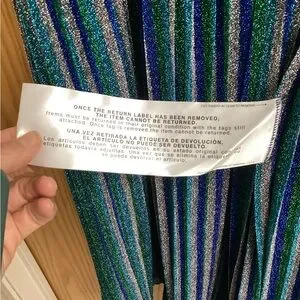 ONCE THE RETURN LABEL HAS BEEN REMOVED,
THE ITEM CANNOT BE RETURNED.
Items must be returned in their original condition with the tags still
attached. Once tag is removed the item cannot be returned.
UNA VEZ RETIRADA LA ETIQUETA DE DEVOLUCIÓN,
EL ARTÍCULO NO PUEDE SER DEVUELTO.
Los artículos deben ser devueltos en su estado original con las
etiquetas todavía adjuntas. Una vez que se elimina la etiqueta
se puede devolver el artículo.